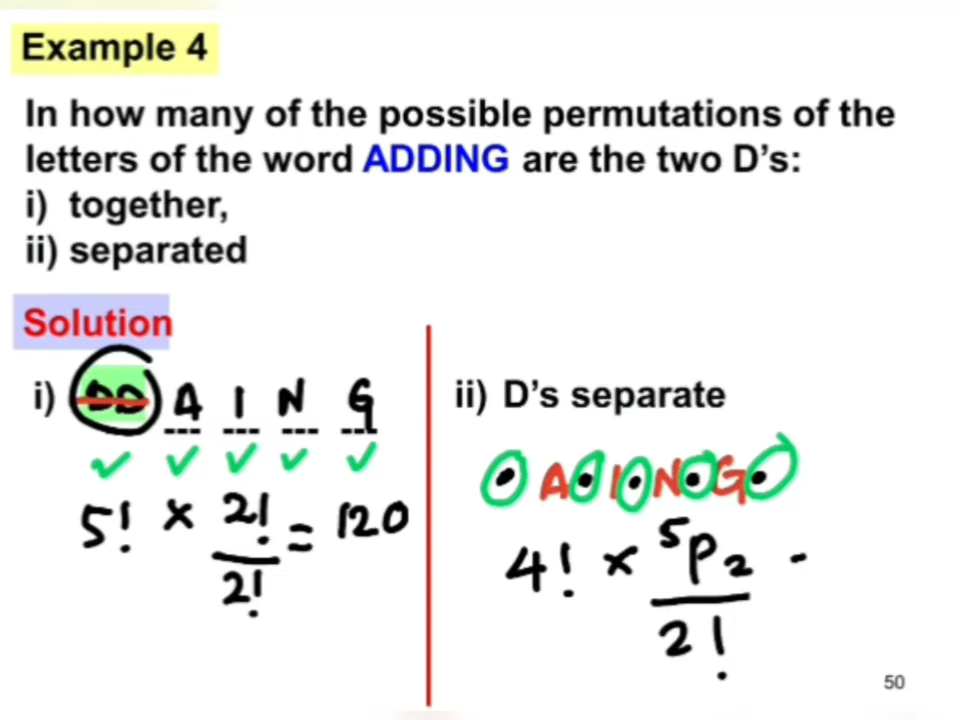 Example 4
In how many of the possible permutations of the
letters of the word ADDING are the two D's:
i) together,
ii) separated
Solution
i) DD A I N G
5! × 2!/2! = 120
ii) D's separate
A I N G
4! × ⁵P₂/2! -
50